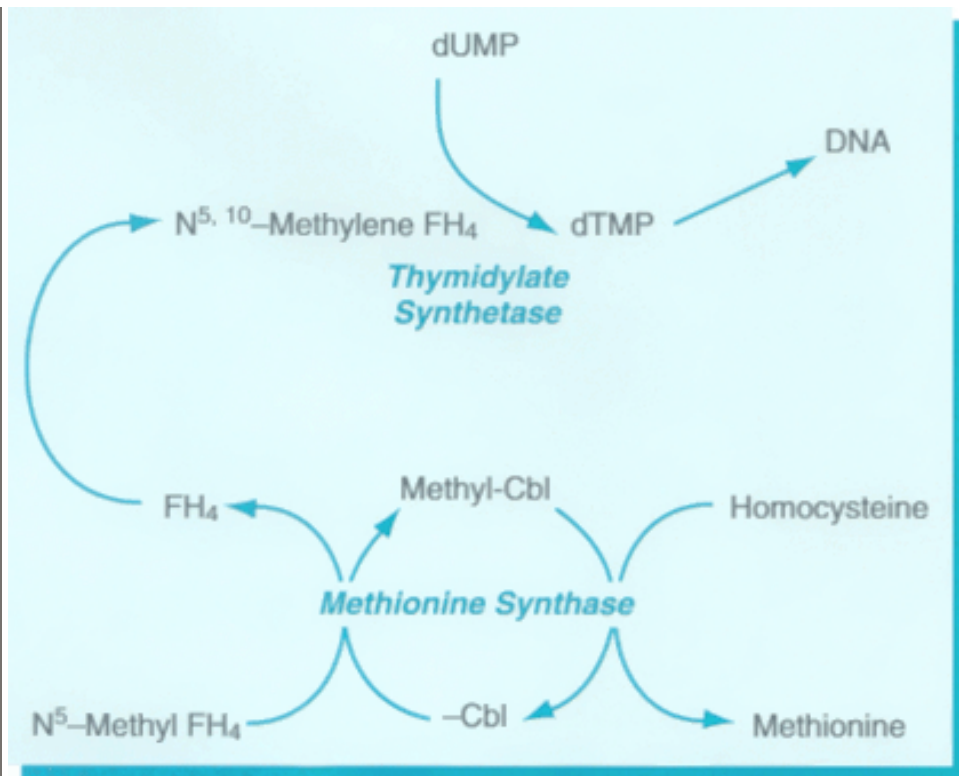 dUMP
DNA
N⁵, ¹⁰–Methylene FH₄
dTMP
Thymidylate
Synthetase
Methyl-Cbl
FH₄
Homocysteine
Methionine Synthase
N⁵–Methyl FH₄
–Cbl
Methionine